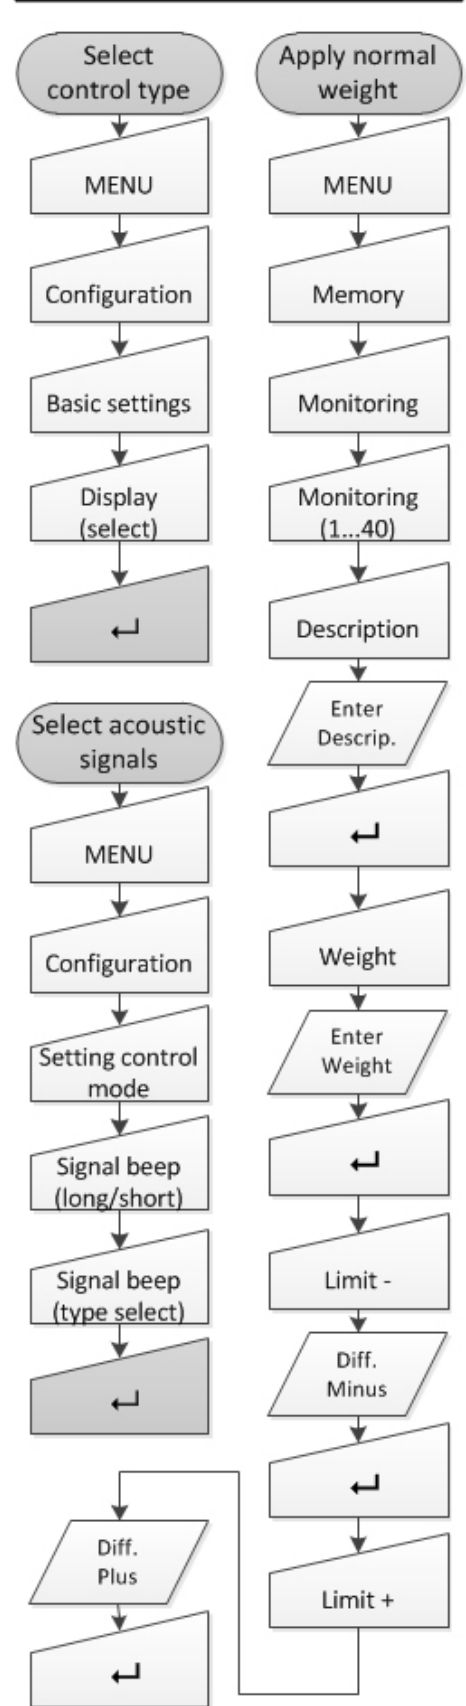 Select
control type
MENU
Configuration
Basic settings
Display
(select)
↵
Select acoustic
signals
MENU
Configuration
Setting control
mode
Signal beep
(long/short)
Signal beep
(type select)
↵
Apply normal
weight
MENU
Memory
Monitoring
Monitoring
(1...40)
Description
Enter
Descrip.
↵
Weight
Enter
Weight
↵
Limit -
Diff.
Minus
↵
Limit +
Diff.
Plus
↵